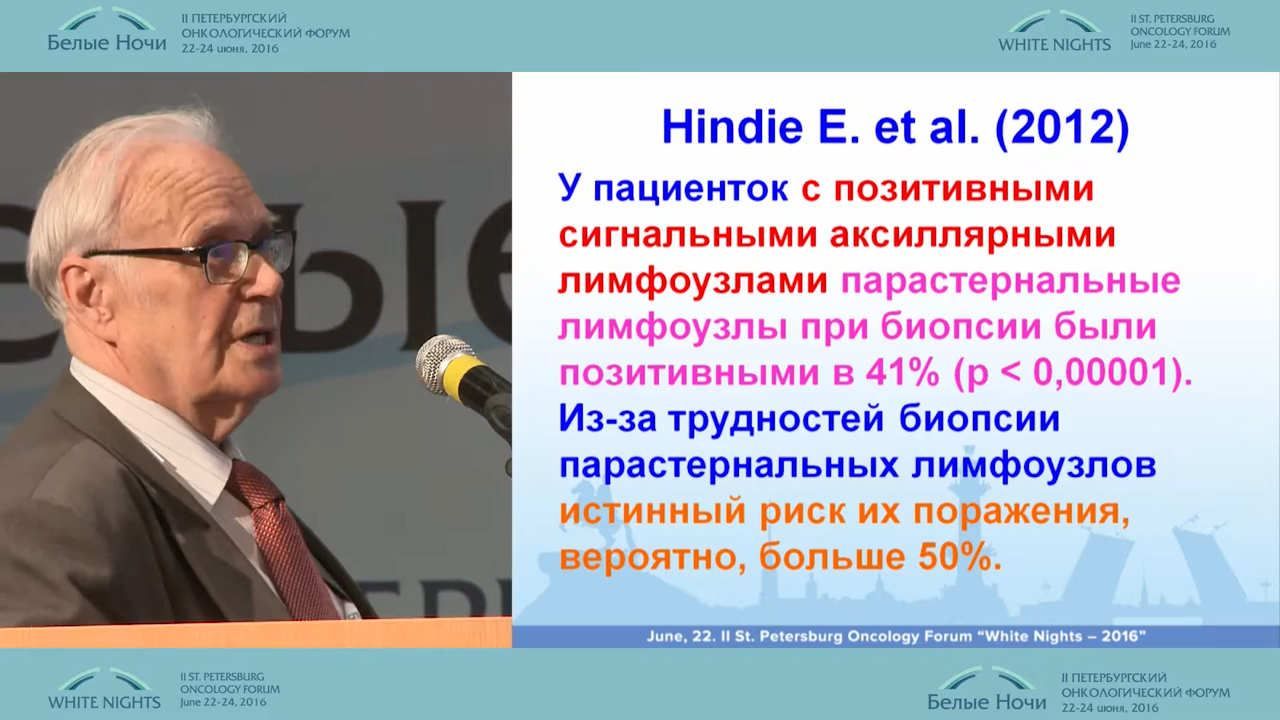 Белые Ночи
II ПЕТЕРБУРГСКИЙ
ОНКОЛОГИЧЕСКИЙ ФОРУМ
22-24 июня, 2016
WHITE NIGHTS
II ST. PETERSBURG
ONCOLOGY FORUM
June 22-24, 2016
Hindie E. et al. (2012)
У пациенток с позитивными
сигнальными аксиллярными
лимфоузлами парастернальные
лимфоузлы при биопсии были
позитивными в 41% (p < 0,00001).
Из-за трудностей биопсии
парастернальных лимфоузлов
истинный риск их поражения,
вероятно, больше 50%.
June, 22. II St. Petersburg Oncology Forum “White Nights – 2016”
WHITE NIGHTS
II ST. PETERSBURG
ONCOLOGY FORUM
June 22-24, 2016
Белые Ночи
II ПЕТЕРБУРГСКИЙ
ОНКОЛОГИЧЕСКИЙ ФОРУМ
22-24 июня, 2016